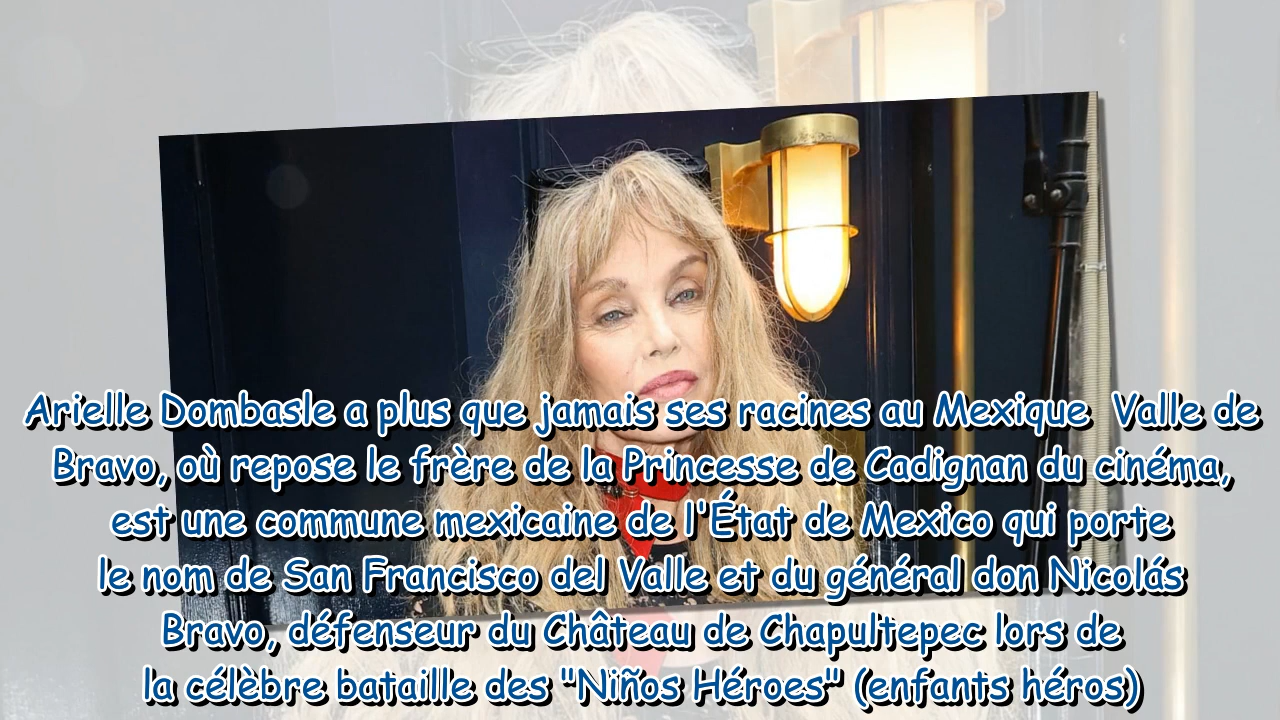 Arielle Dombasle a plus que jamais ses racines au Mexique  Valle de
Bravo, où repose le frère de la Princesse de Cadignan du cinéma,
est une commune mexicaine de l'État de Mexico qui porte
le nom de San Francisco del Valle et du général don Nicolás
Bravo, défenseur du Château de Chapultepec lors de
la célèbre bataille des "Niños Héroes" (enfants héros)